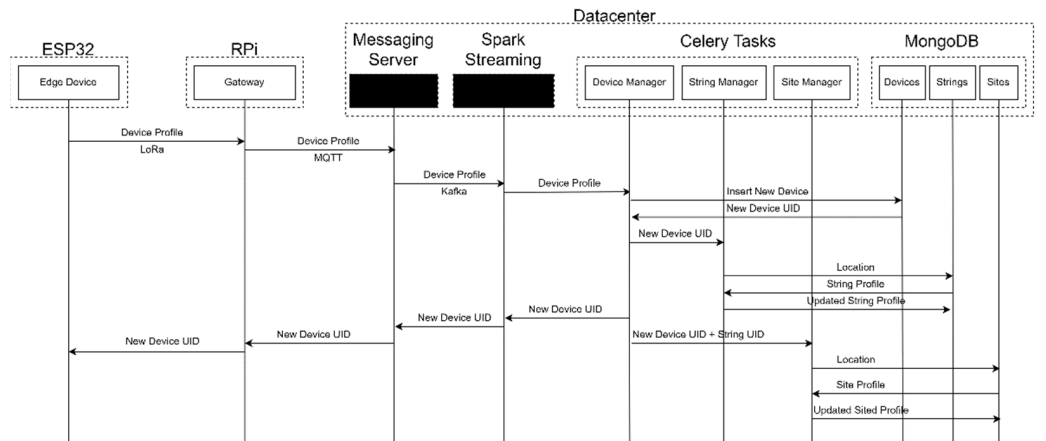 Datacenter
ESP32
RPi
Messaging
Server
Spark
Streaming
Celery Tasks
MongoDB
Edge Device
Gateway
Device Manager
String Manager
Site Manager
Devices
Strings
Sites
Device Profile
LoRa
Device Profile
MQTT
Device Profile
Kafka
Device Profile
Insert New Device
New Device UID
New Device UID
Location
String Profile
Updated String Profile
New Device UID
New Device UID
New Device UID
New Device UID
New Device UID + String UID
Location
Site Profile
Updated Sited Profile